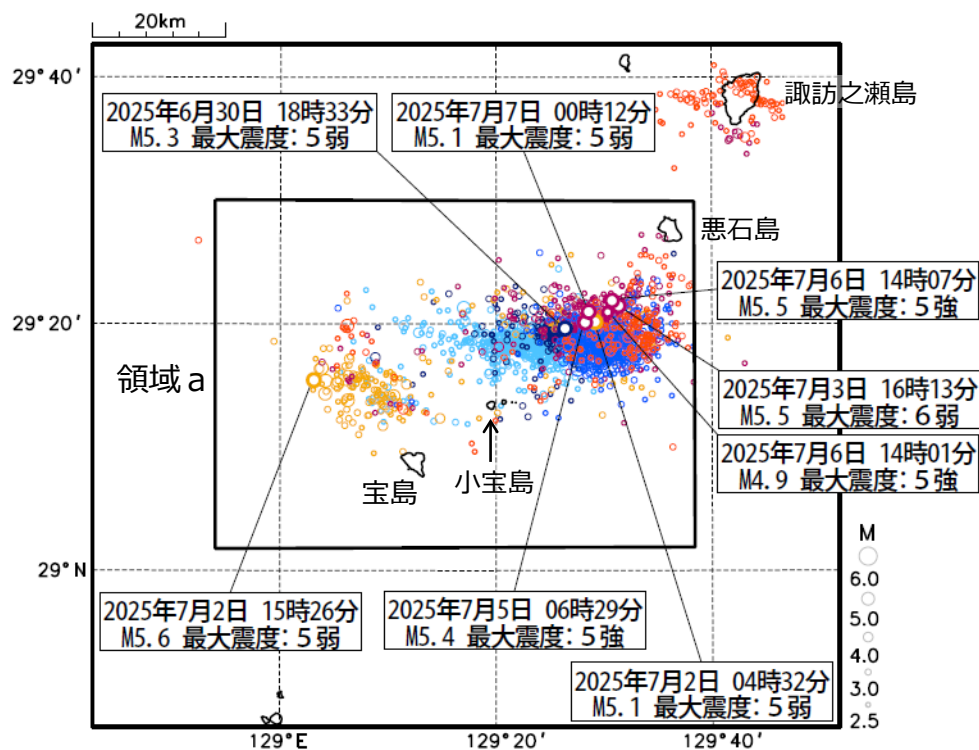 20km
29°40′
諏訪之瀬島
2025年6月30日 18時33分
M5.3 最大震度:5弱
2025年7月7日 00時12分
M5.1 最大震度:5弱
悪石島
2025年7月6日 14時07分
M5.5 最大震度:5強
29°20′
領域a
2025年7月3日 16時13分
M5.5 最大震度:6弱
2025年7月6日 14時01分
M4.9 最大震度:5強
宝島
小宝島
29°N
M
6.0
5.0
4.0
3.0
2.5
2025年7月2日 15時26分
M5.6 最大震度:5弱
2025年7月5日 06時29分
M5.4 最大震度:5強
2025年7月2日 04時32分
M5.1 最大震度:5弱
129°E
129°20′
129°40′